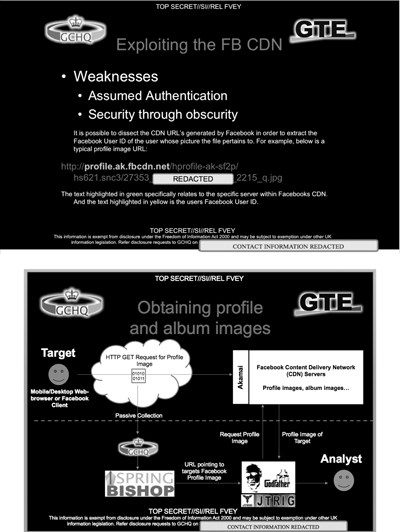 TOP SECRET//SI//REL FVEY
GCHQ
Exploiting the FB CDN
GTE
• Weaknesses
• Assumed Authentication
• Security through obscurity
It is possible to dissect the CDN URL's generated by Facebook in order to extract the
Facebook User ID of the user whose picture the file pertains to. For example, below is a
typical profile image URL:
http://profile.ak.fbcdn.net/hprofile-ak-sf2p/
hs621.snc3/27353_ REDACTED 2215_q.jpg
The text highlighted in green specifically relates to the specific server within Facebooks CDN.
And the text highlighted in yellow is the users Facebook User ID.
TOP SECRET//SI//REL FVEY
This information is exempt from disclosure under the Freedom of Information Act 2000 and may be subject to exemption under other UK
information legislation. Refer disclosure requests to GCHQ on
CONTACT INFORMATION REDACTED
TOP SECRET//SI//REL FVEY
GCHQ
Obtaining profile
and album images
GTE
Target
Mobile/Desktop Web-
browser or Facebook
Client
HTTP GET Request for Profile
Image
01010
01011
Akamai
Facebook Content Delivery Network
(CDN) Servers
Profile images, album images...
Passive Collection
Request Profile
Image
Profile Image of
Target
GCHQ
SPRING
BISHOP
URL pointing to
targets Facebook
Profile Image
Godfather
JTRIG
Analyst
TOP SECRET//SI//REL FVEY
This information is exempt from disclosure under the Freedom of Information Act 2000 and may be subject to exemption under other UK
information legislation. Refer disclosure requests to GCHQ on
CONTACT INFORMATION REDACTED